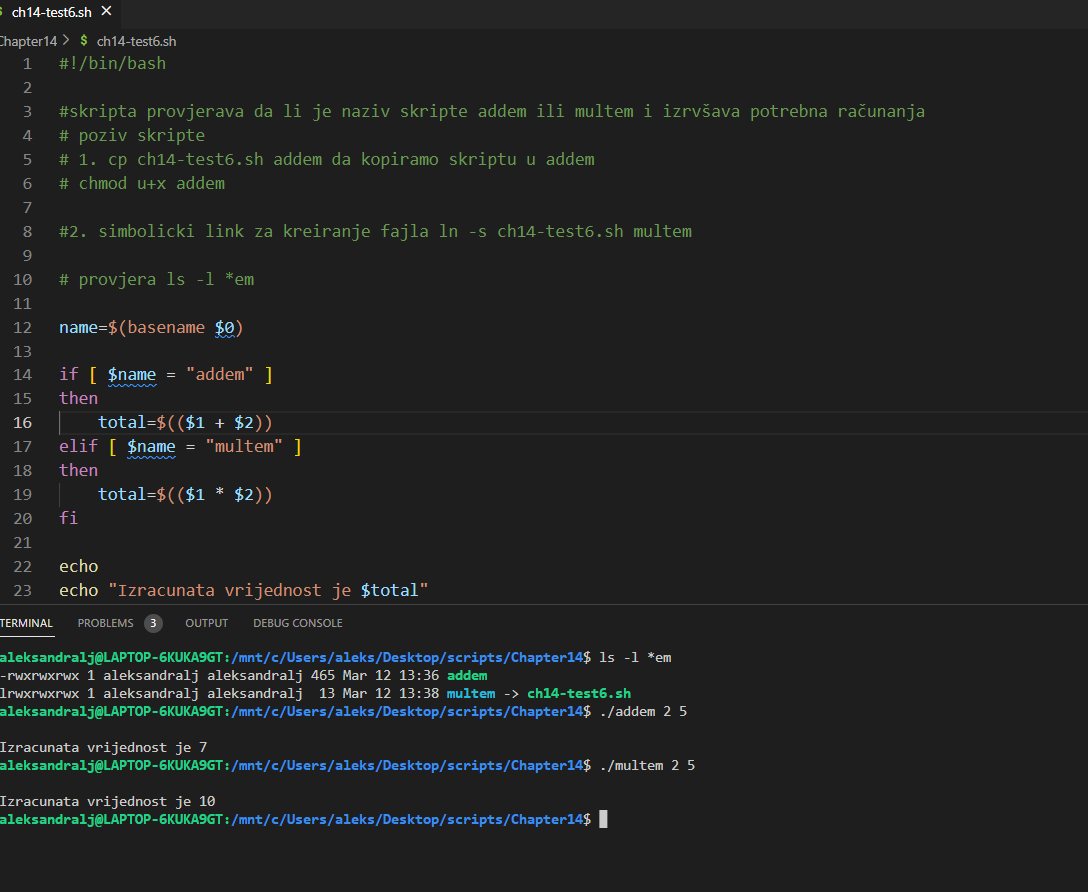 $ ch14-test6.sh ×
Chapter14 > $ ch14-test6.sh
1 #!/bin/bash
2
3 #skripta provjerava da li je naziv skripte addem ili multem i izrvšava potrebna računanja
4 # poziv skripte
5 # 1. cp ch14-test6.sh addem da kopiramo skriptu u addem
6 # chmod u+x addem
7
8 #2. simbolicki link za kreiranje fajla ln -s ch14-test6.sh multem
9
10 # provjera ls -l *em
11
12 name=$(basename $0)
13
14 if [ $name = "addem" ]
15 then
16 total=$(($1 + $2))
17 elif [ $name = "multem" ]
18 then
19 total=$(($1 * $2))
20 fi
21
22 echo
23 echo "Izracunata vrijednost je $total"
TERMINAL PROBLEMS 3 OUTPUT DEBUG CONSOLE
aleksandralj@LAPTOP-6KUKA9GT:/mnt/c/Users/aleks/Desktop/scripts/Chapter14$ ls -l *em
-rwxrwxrwx 1 aleksandralj aleksandralj 465 Mar 12 13:36 addem
lrwxrwxrwx 1 aleksandralj aleksandralj 13 Mar 12 13:38 multem -> ch14-test6.sh
aleksandralj@LAPTOP-6KUKA9GT:/mnt/c/Users/aleks/Desktop/scripts/Chapter14$ ./addem 2 5
Izracunata vrijednost je 7
aleksandralj@LAPTOP-6KUKA9GT:/mnt/c/Users/aleks/Desktop/scripts/Chapter14$ ./multem 2 5
Izracunata vrijednost je 10
aleksandralj@LAPTOP-6KUKA9GT:/mnt/c/Users/aleks/Desktop/scripts/Chapter14$